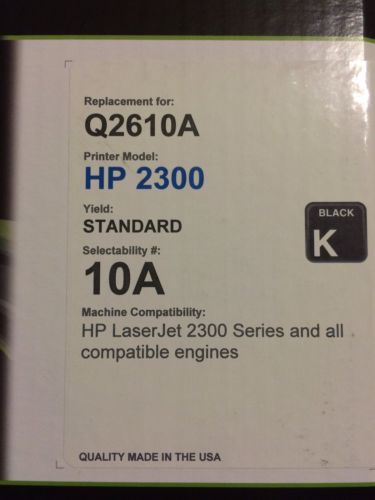 Replacement for:
Q2610A
Printer Model:
HP 2300
Yield:
STANDARD
BLACK
K
Selectability #:
10A
Machine Compatibility:
HP LaserJet 2300 Series and all
compatible engines
QUALITY MADE IN THE USA